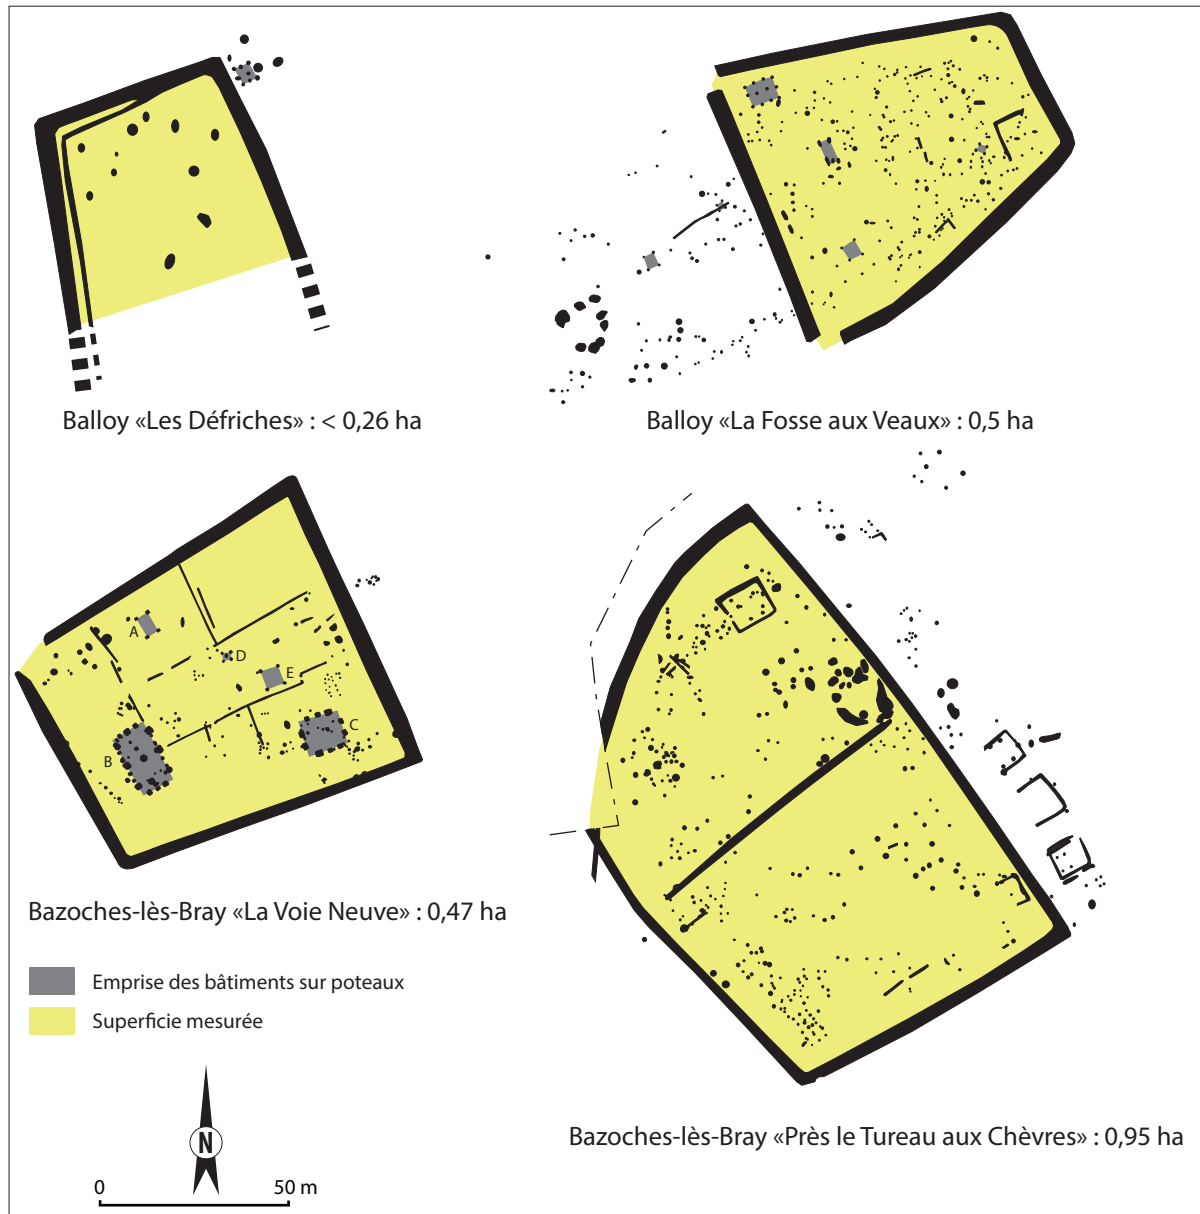 Balloy «Les Défriches» : < 0,26 ha
Balloy «La Fosse aux Veaux» : 0,5 ha
A
D
E
C
B
Bazoches-lès-Bray «La Voie Neuve» : 0,47 ha
Emprise des bâtiments sur poteaux
Superficie mesurée
N
0 50 m
Bazoches-lès-Bray «Près le Tureau aux Chèvres» : 0,95 ha